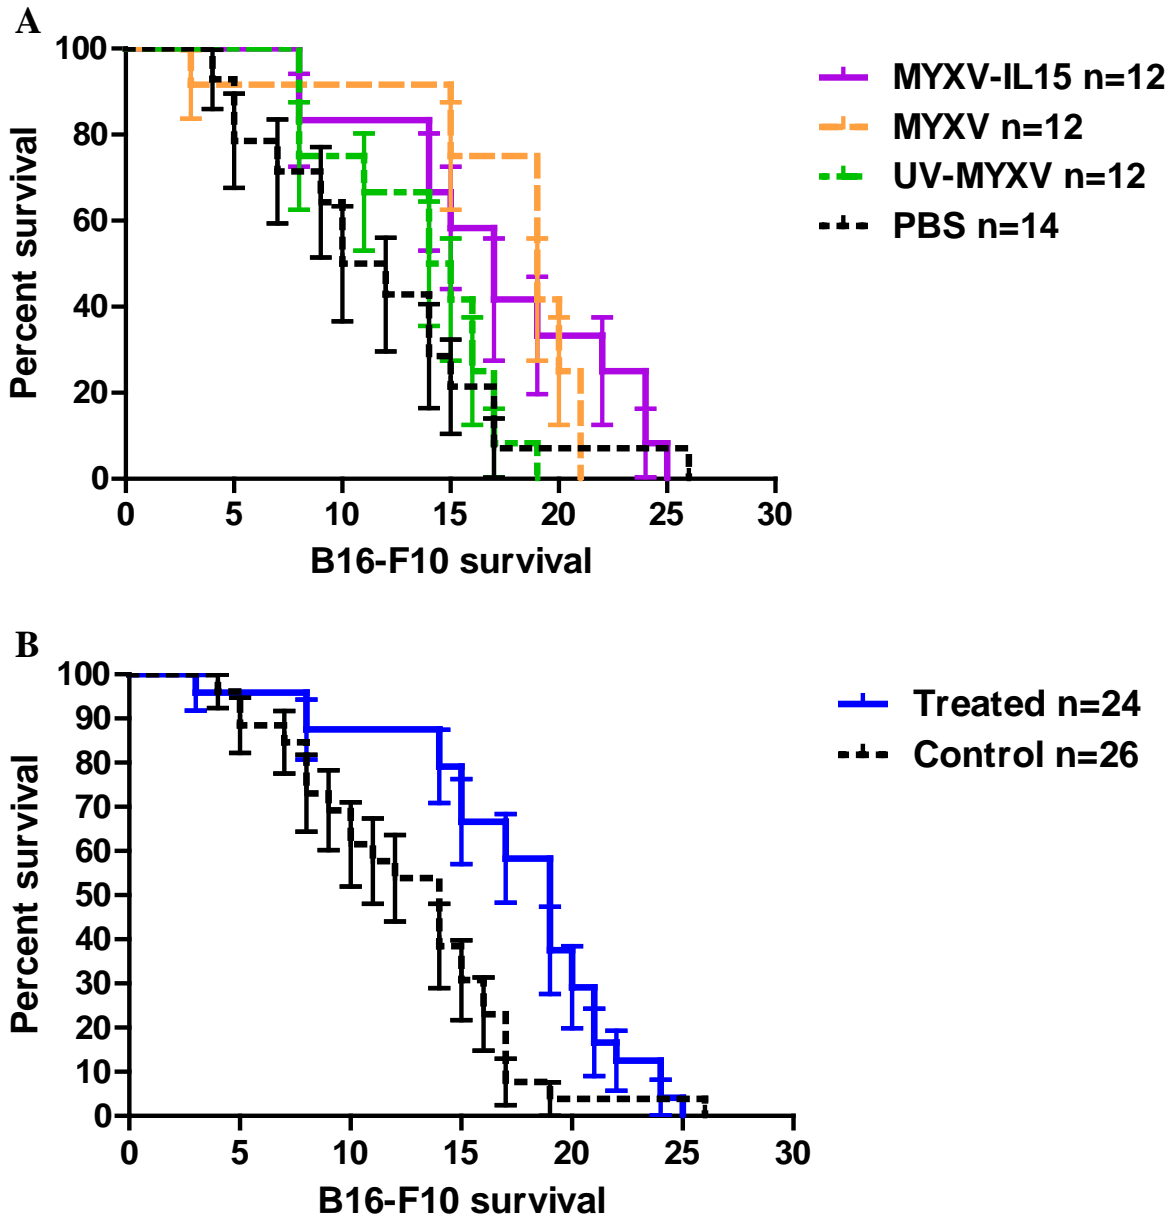 A
100
80
60
40
20
0
Percent survival
0 5 10 15 20 25 30
B16-F10 survival
MYXV-IL15 n=12
MYXV n=12
UV-MYXV n=12
PBS n=14
B
100
90
80
70
60
50
40
30
20
10
0
Percent survival
0 5 10 15 20 25 30
B16-F10 survival
Treated n=24
Control n=26